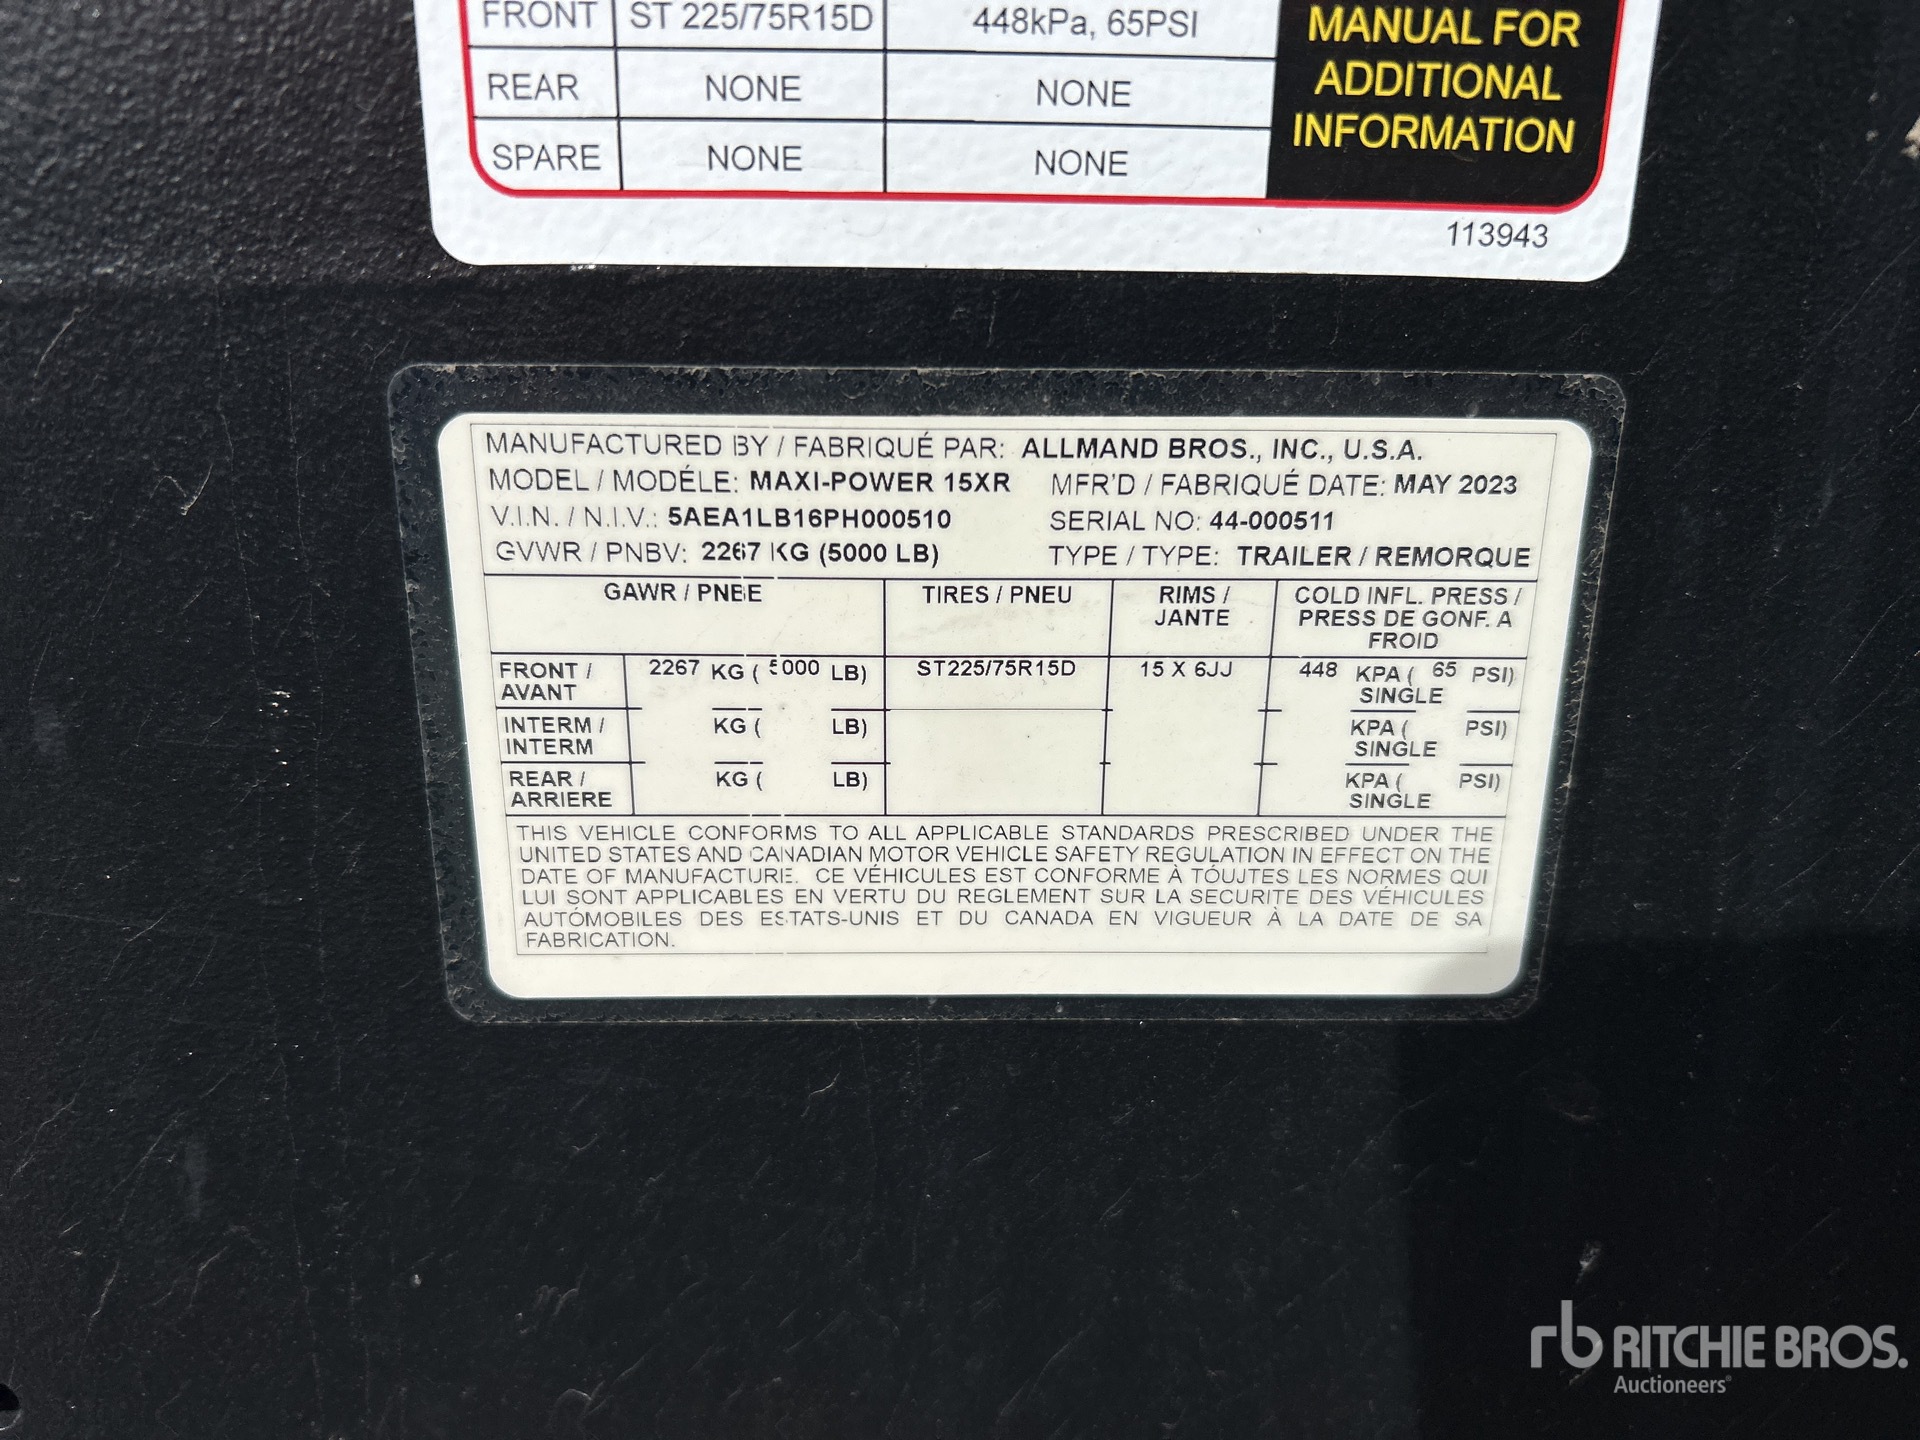 FRONT ST 225/75R15D 448kPa, 65PSI
REAR NONE NONE
SPARE NONE NONE
MANUAL FOR
ADDITIONAL
INFORMATION
113943
MANUFACTURED BY / FABRIQUÉ PAR: ALLMAND BROS., INC., U.S.A.
MODEL / MODÉLE: MAXI-POWER 15XR MFR'D / FABRIQUÉ DATE: MAY 2023
V.I.N. / N.I.V.: 5AEA1LB16PH000510 SERIAL NO: 44-000511
GVWR / PNBV: 2267 KG (5000 LB) TYPE / TYPE: TRAILER / REMORQUE
GAWR / PNBE TIRES / PNEU RIMS / JANTE COLD INFL. PRESS / PRESS DE GONF. A FROID
FRONT / AVANT 2267 KG ( 5000 LB) ST225/75R15D 15 X 6JJ 448 KPA ( 65 PSI) SINGLE
INTERM / INTERM KG ( LB) KPA ( PSI) SINGLE
REAR / ARRIERE KG ( LB) KPA ( PSI) SINGLE
THIS VEHICLE CONFORMS TO ALL APPLICABLE STANDARDS PRESCRIBED UNDER THE
UNITED STATES AND CANADIAN MOTOR VEHICLE SAFETY REGULATION IN EFFECT ON THE
DATE OF MANUFACTURE. CE VÉHICULES EST CONFORME À TOUJTES LES NORMES QUI
LUI SONT APPLICABLES EN VERTU DU REGLEMENT SUR LA SECURITE DES VÉHICULES
AUTÓMOBILES DES ESTATS-UNIS ET DU CANADA EN VIGUEUR À LA DATE DE SA
FABRICATION.
rb RITCHIE BROS.
Auctioneers